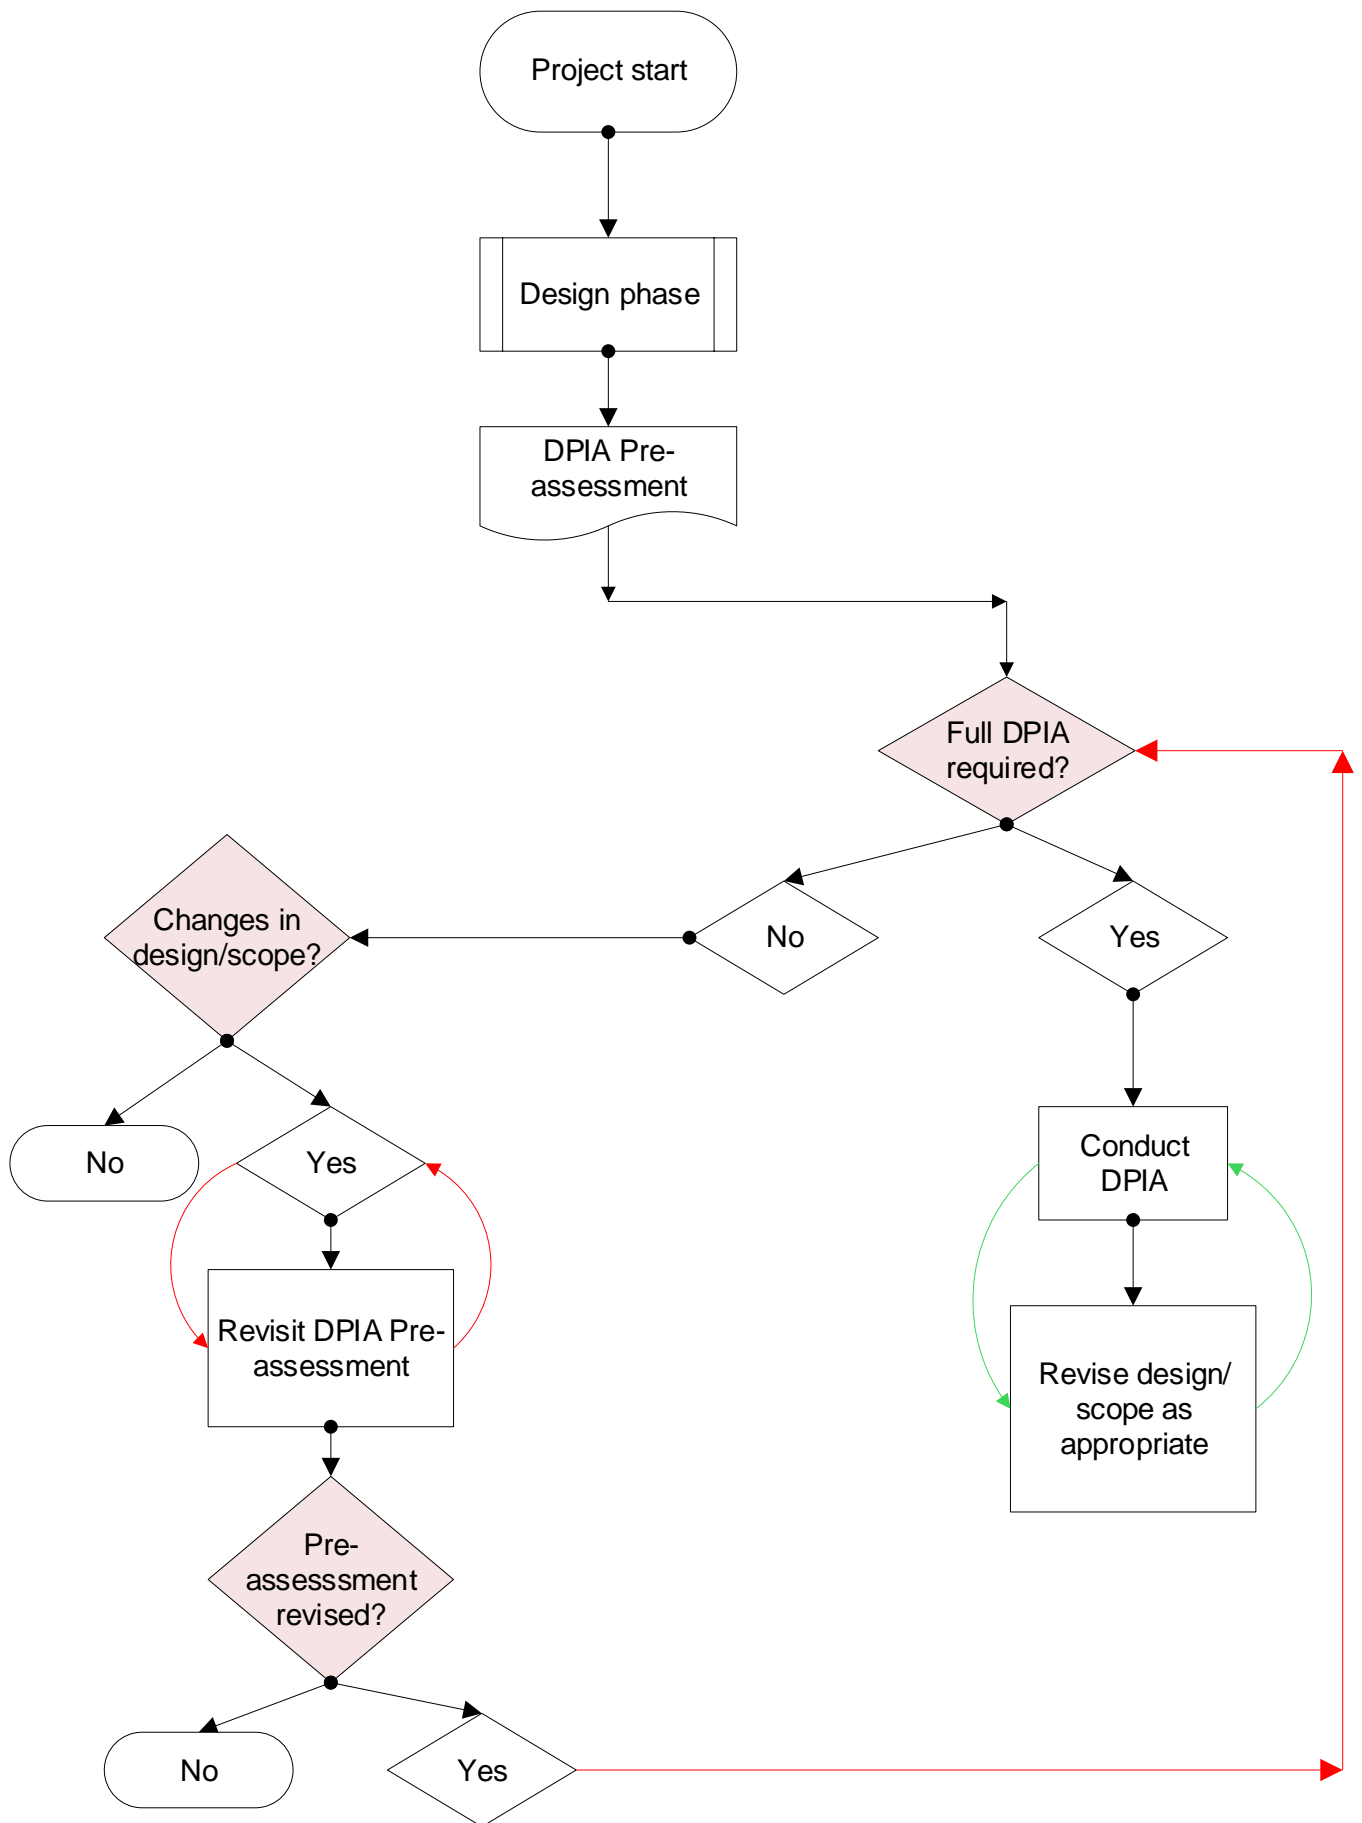 Project start
Design phase
DPIA Pre-
assessment
Full DPIA
required?
Changes in
design/scope?
No
Yes
No
Yes
Conduct
DPIA
Revisit DPIA Pre-
assessment
Revise design/
scope as
appropriate
Pre-
assesssment
revised?
No
Yes